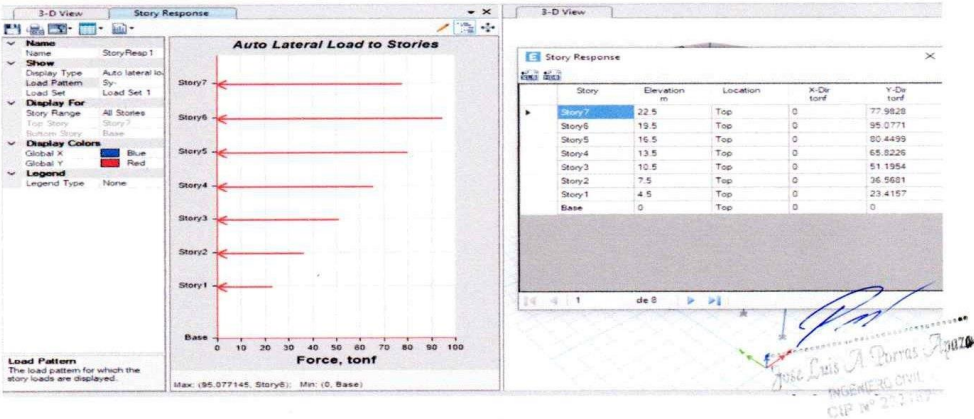 3-D View
Story Response
Name
Name StoryResp1
Show
Display Type Auto lateral lo
Load Pattern Sy-
Load Set Load Set 1
Display For
Story Range All Stories
Top Story Story7
Bottom Story Base
Display Colors
Global X Blue
Global Y Red
Legend
Legend Type None
Load Pattern
The load pattern for which the
story loads are displayed.
Auto Lateral Load to Stories
Story7
Story6
Story5
Story4
Story3
Story2
Story1
Base
0 10 20 30 40 50 60 70 80 90 100
Force, tonf
Max: (95.077145, Story6); Min: (0, Base)
3-D View
Story Response
Story Elevation Location X-Dir Y-Dir
m tonf tonf
Story7 22.5 Top 0 77.9828
Story6 19.5 Top 0 95.0771
Story5 16.5 Top 0 80.4499
Story4 13.5 Top 0 65.8226
Story3 10.5 Top 0 51.1954
Story2 7.5 Top 0 36.5681
Story1 4.5 Top 0 23.4157
Base 0 Top 0 0
1 de 8
Jose Luis A Porras Apaza
INGENIERO CIVIL
CIP Nº